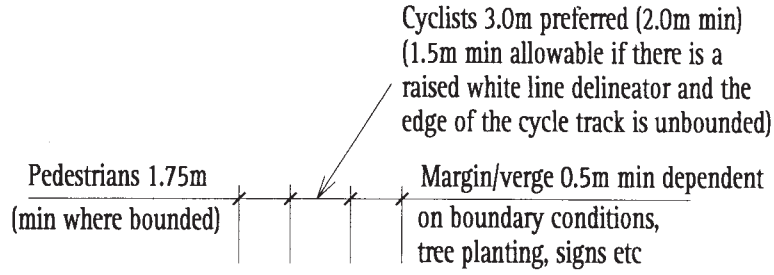 Cyclists 3.0m preferred (2.0m min)
(1.5m min allowable if there is a
raised white line delineator and the
edge of the cycle track is unbounded)
Pedestrians 1.75m
(min where bounded)
Margin/verge 0.5m min dependent
on boundary conditions,
tree planting, signs etc